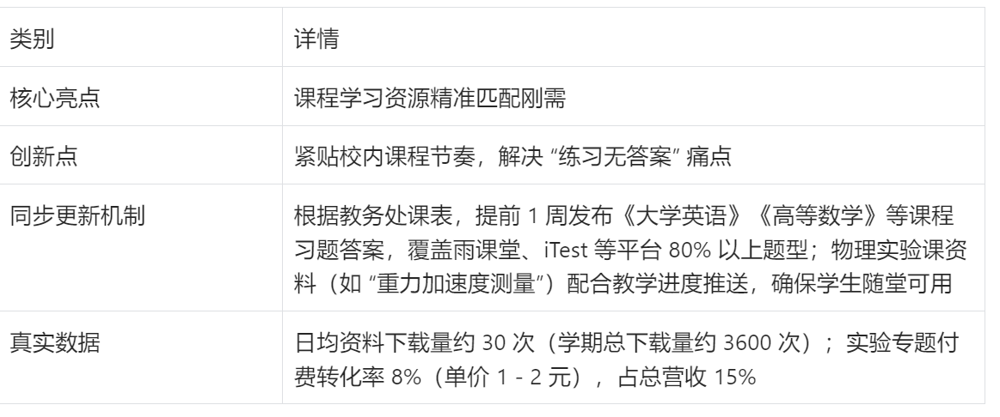 类别
详情
核心亮点
课程学习资源精准匹配刚需
创新点
紧贴校内课程节奏，解决 “练习无答案” 痛点
同步更新机制
根据教务处课表，提前 1 周发布《大学英语》《高等数学》等课程
习题答案，覆盖雨课堂、iTest 等平台 80% 以上题型；物理实验课资
料（如 “重力加速度测量”）配合教学进度推送，确保学生随堂可用
真实数据
日均资料下载量约 30 次（学期总下载量约 3600 次）；实验专题付
费转化率 8%（单价 1 - 2 元），占总营收 15%